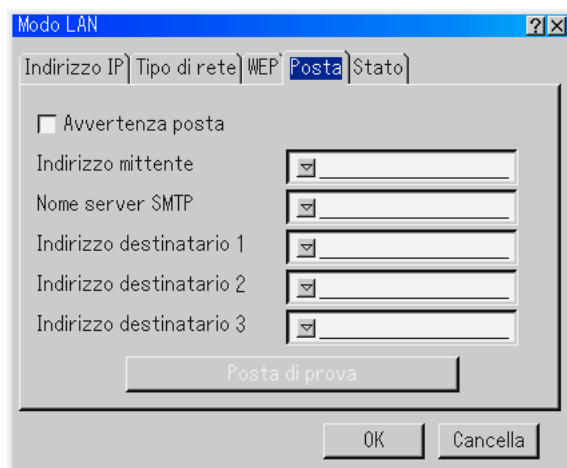 Modo LAN
Indirizzo IP Tipo di rete WEP Posta Stato
Avvertenza posta
Indirizzo mittente
Nome server SMTP
Indirizzo destinatario 1
Indirizzo destinatario 2
Indirizzo destinatario 3
Posta di prova
OK Cancella